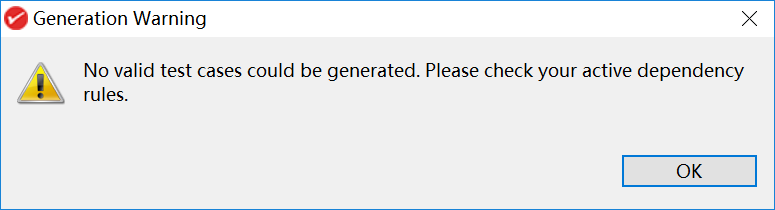 Generation Warning
No valid test cases could be generated. Please check your active dependency
rules.
OK